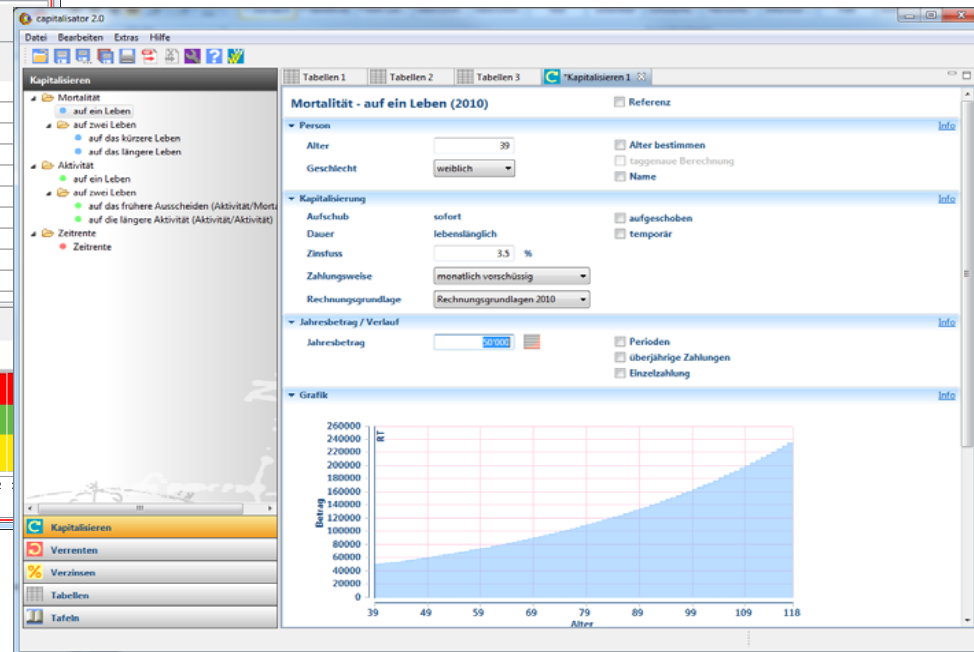 capitalisator 2.0
Datei Bearbeiten Extras Hilfe
Kapitalisieren
Mortalität
auf ein Leben
auf zwei Leben
auf das kürzere Leben
auf das längere Leben
Aktivität
auf ein Leben
auf zwei Leben
auf das frühere Ausscheiden (Aktivität/Morta
auf die längere Aktivität (Aktivität/Aktivität)
Zeitrente
Zeitrente
Kapitalisieren
Verrenten
Verzinsen
Tabellen
Tafeln
Tabellen 1 Tabellen 2 Tabellen 3 *Kapitalisieren 1
Mortalität - auf ein Leben (2010) Referenz
Person Info
Alter 39 Alter bestimmen
taggenaue Berechnung
Geschlecht weiblich
Name
Kapitalisierung Info
Aufschub sofort aufgeschoben
Dauer lebenslänglich temporär
Zinsfuss 3.5 %
Zahlungsweise monatlich vorschüssig
Rechnungsgrundlage Rechnungsgrundlagen 2010
Jahresbetrag / Verlauf Info
Jahresbetrag 50'000 Perioden
überjährige Zahlungen
Einzelzahlung
Grafik Info
RT
Betrag
260000
240000
220000
200000
180000
160000
140000
120000
100000
80000
60000
40000
20000
0
39 49 59 69 79 89 99 109 118
Alter